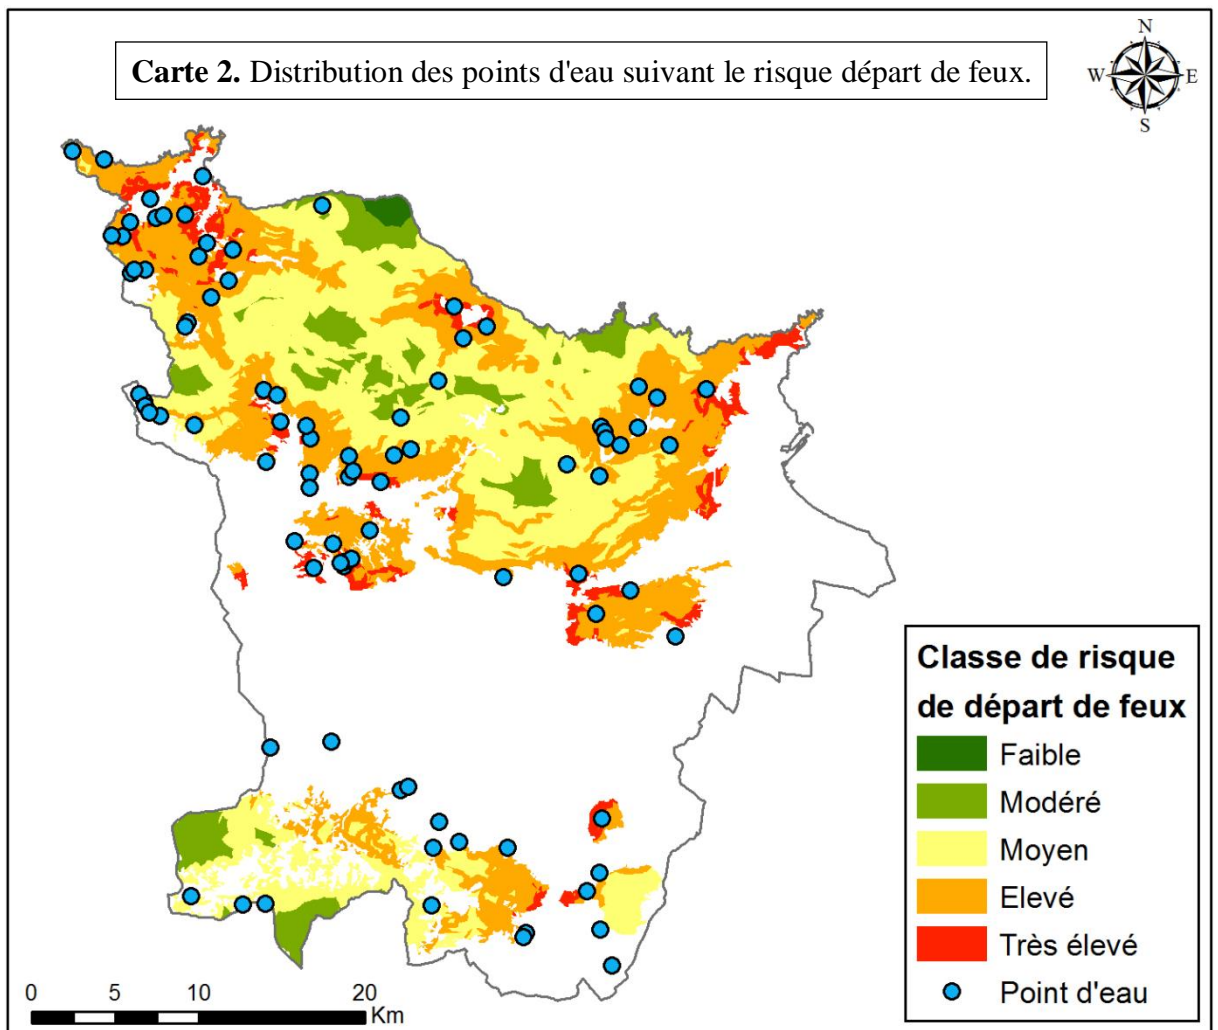 N
Carte 2. Distribution des points d'eau suivant le risque départ de feux.
W E
S
Classe de risque
de départ de feux
Faible
Modéré
Moyen
Elevé
Très élevé
Point d'eau
0 5 10 20
Km